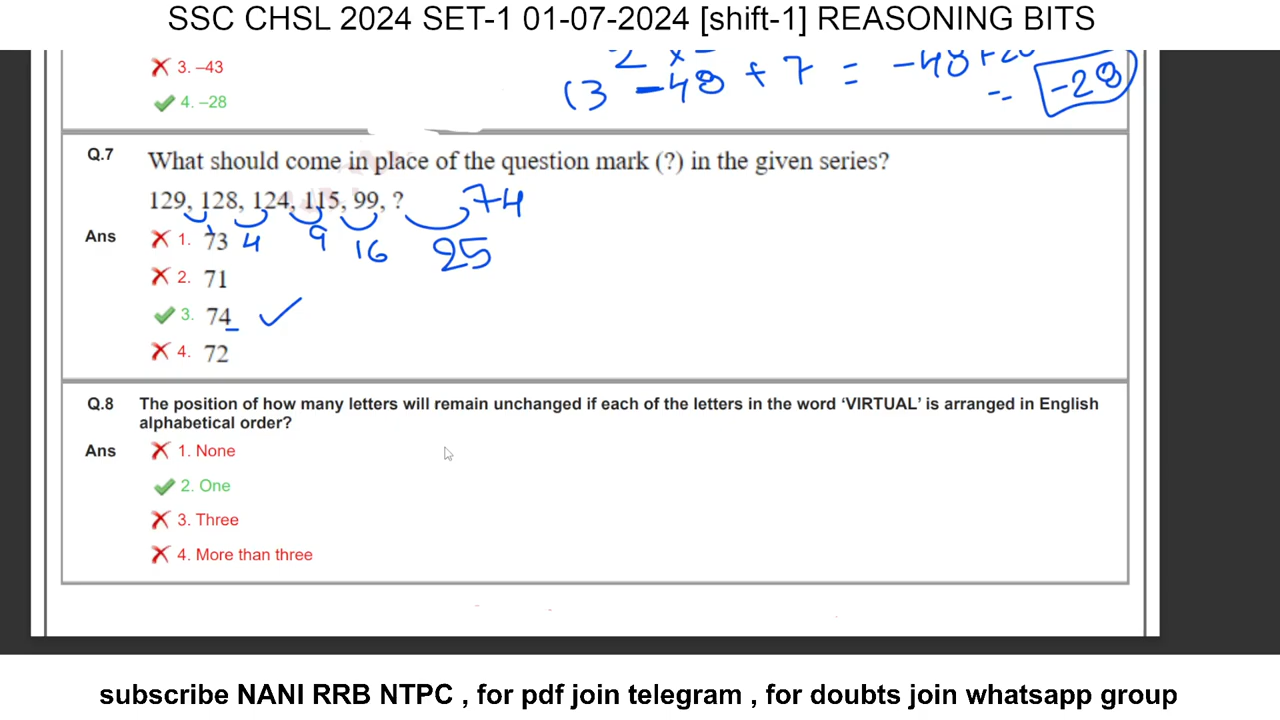 SSC CHSL 2024 SET-1 01-07-2024 [shift-1] REASONING BITS
3. –43
4. –28
(3 -48 + 7 = -48+20
= -28
Q.7 What should come in place of the question mark (?) in the given series?
129, 128, 124, 115, 99, ? 74
1 4 9 16 25
Ans 1. 73
2. 71
3. 74
4. 72
Q.8 The position of how many letters will remain unchanged if each of the letters in the word ‘VIRTUAL’ is arranged in English
alphabetical order?
Ans 1. None
2. One
3. Three
4. More than three
subscribe NANI RRB NTPC , for pdf join telegram , for doubts join whatsapp group